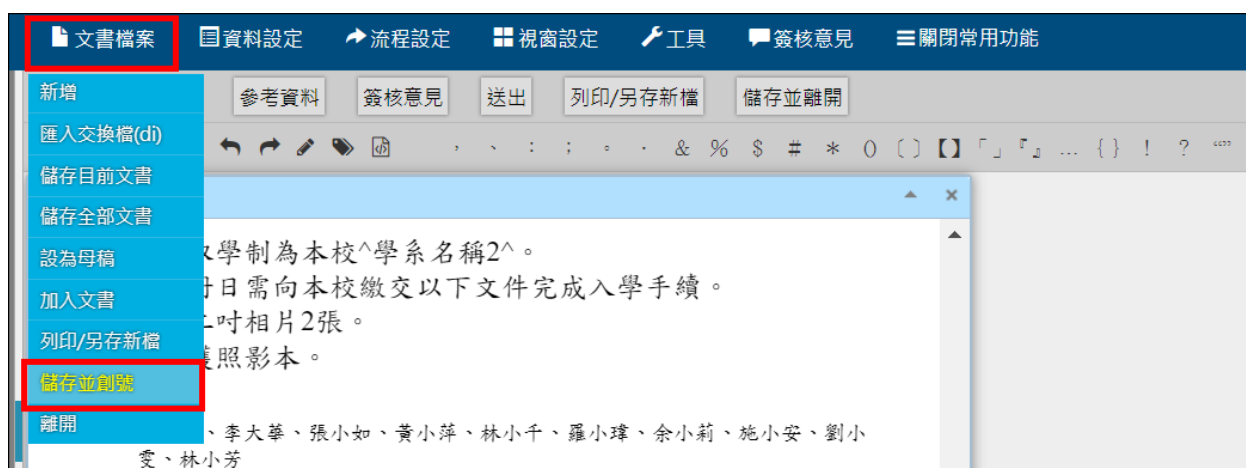 文書檔案 資料設定 流程設定 視窗設定 工具 簽核意見 關閉常用功能
新增
參考資料 簽核意見 送出 列印/另存新檔 儲存並離開
匯入交換檔(di)
， 、 ： ； 。 · & % $ # * () 〔〕 【】 「」 『』 … {} ! ? “”
儲存目前文書
儲存全部文書
設為母稿
加入文書
列印/另存新檔
儲存並創號
離開
學制為本校^學系名稱2^。
日需向本校繳交以下文件完成入學手續。
吋相片2張。
照影本。
、李大華、張小如、黃小萍、林小千、羅小瑋、余小莉、施小安、劉小
雯、林小芳